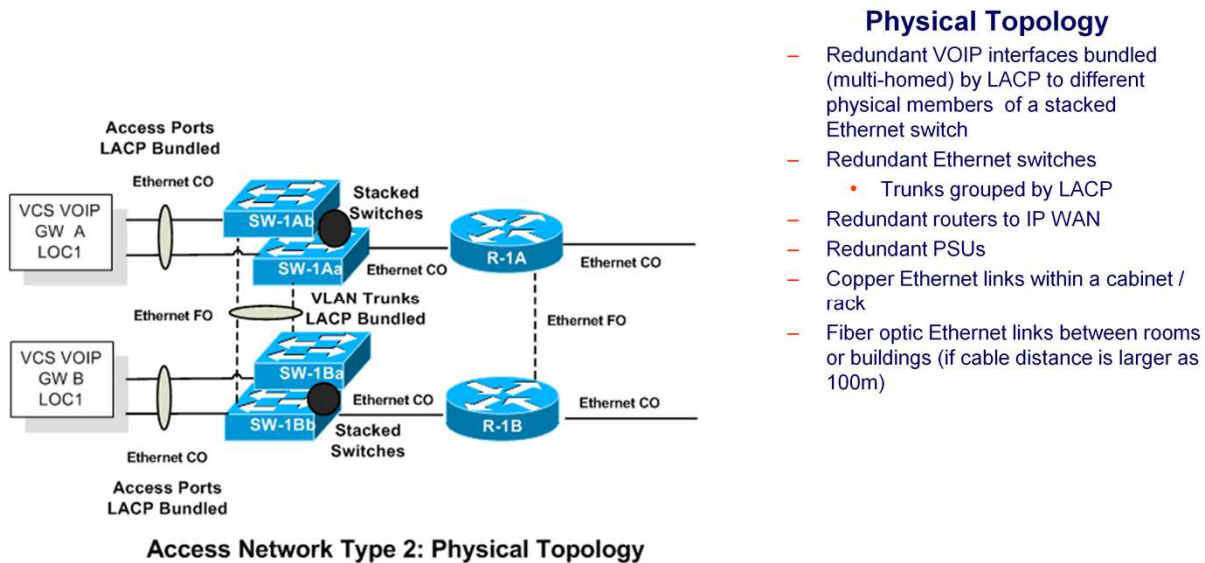 Physical Topology
– Redundant VOIP interfaces bundled
(multi-homed) by LACP to different
physical members of a stacked
Ethernet switch
– Redundant Ethernet switches
• Trunks grouped by LACP
– Redundant routers to IP WAN
– Redundant PSUs
– Copper Ethernet links within a cabinet /
rack
– Fiber optic Ethernet links between rooms
or buildings (if cable distance is larger as
100m)
Access Ports
LACP Bundled
Ethernet CO
VCS VOIP
GW A
LOC1
SW-1Ab
Stacked
Switches
SW-1Aa
Ethernet CO
R-1A
Ethernet CO
Ethernet FO
VLAN Trunks
LACP Bundled
Ethernet FO
VCS VOIP
GW B
LOC1
SW-1Ba
Ethernet CO
SW-1Bb
Stacked
Switches
R-1B
Ethernet CO
Ethernet CO
Access Ports
LACP Bundled
Access Network Type 2: Physical Topology